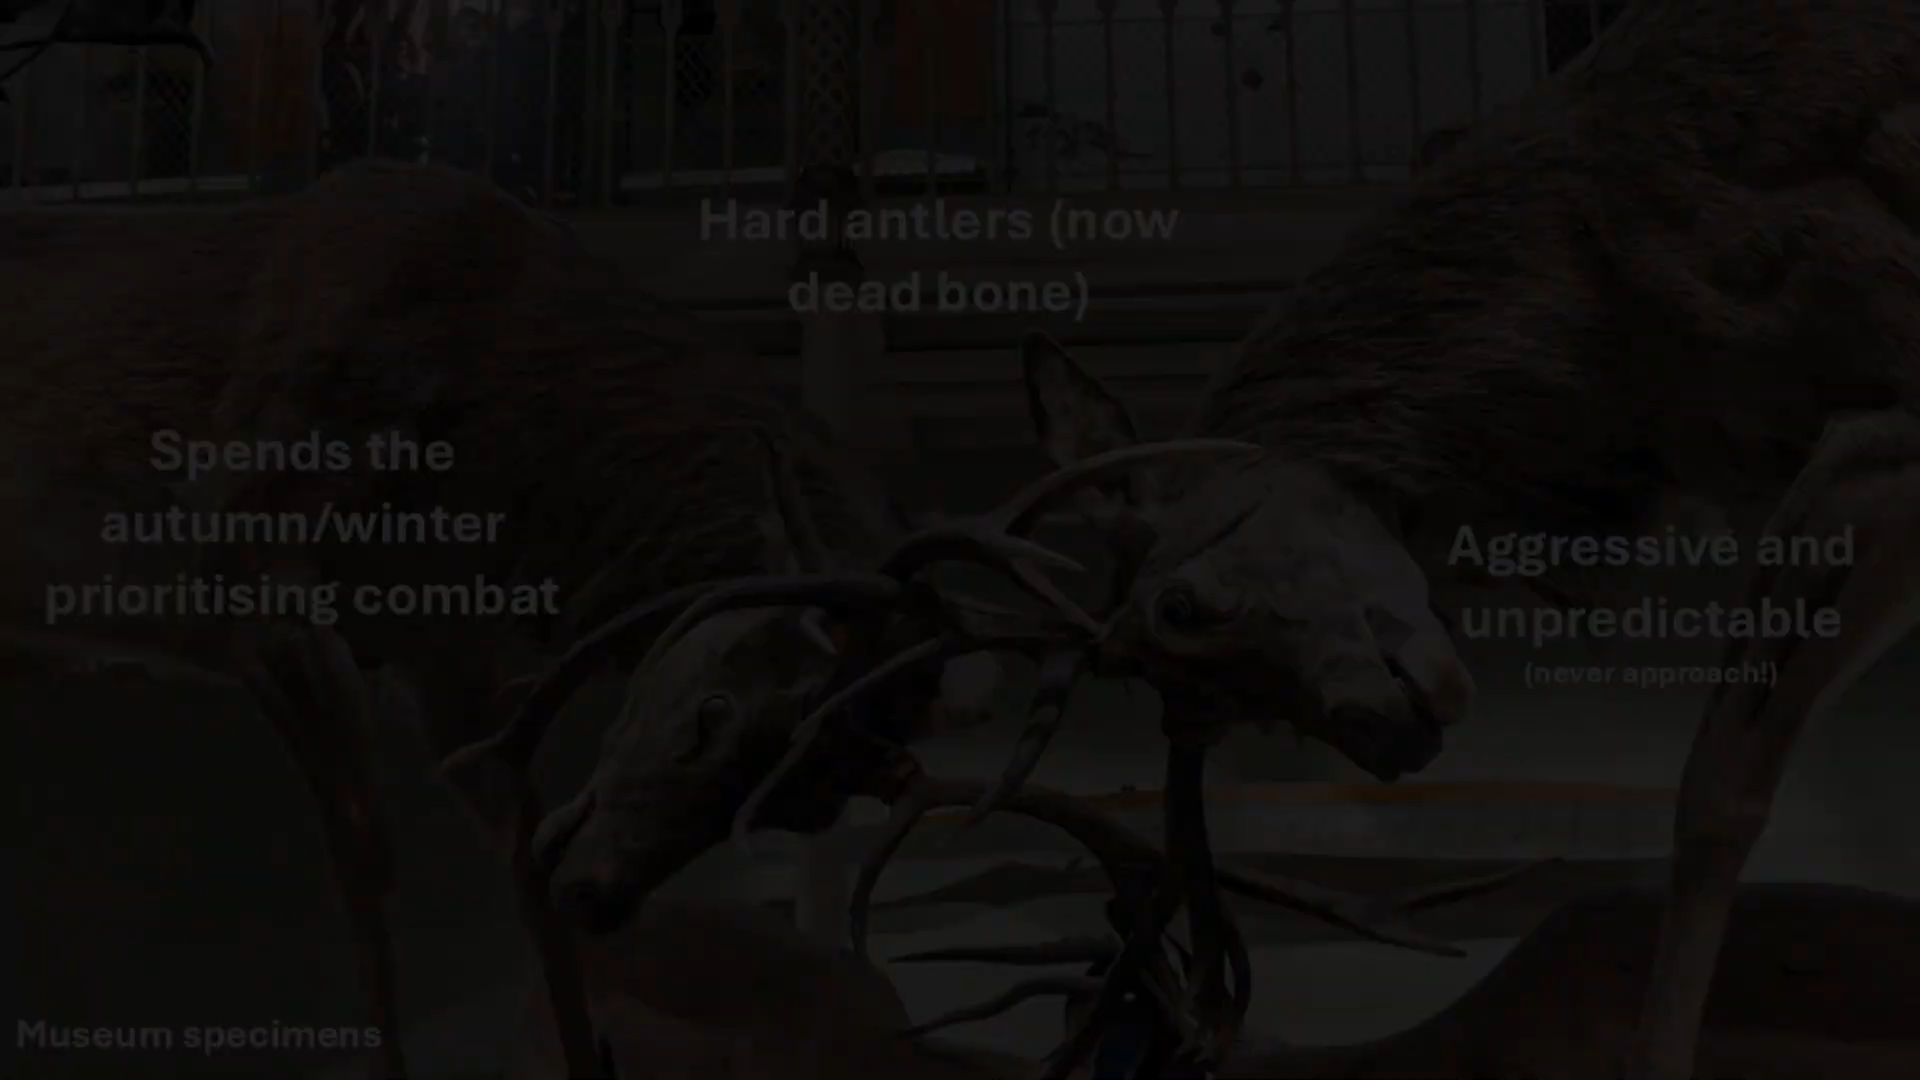 Hard antlers (now
dead bone)
Spends the
autumn/winter
prioritising combat
Aggressive and
unpredictable
(never approach!)
Museum specimens